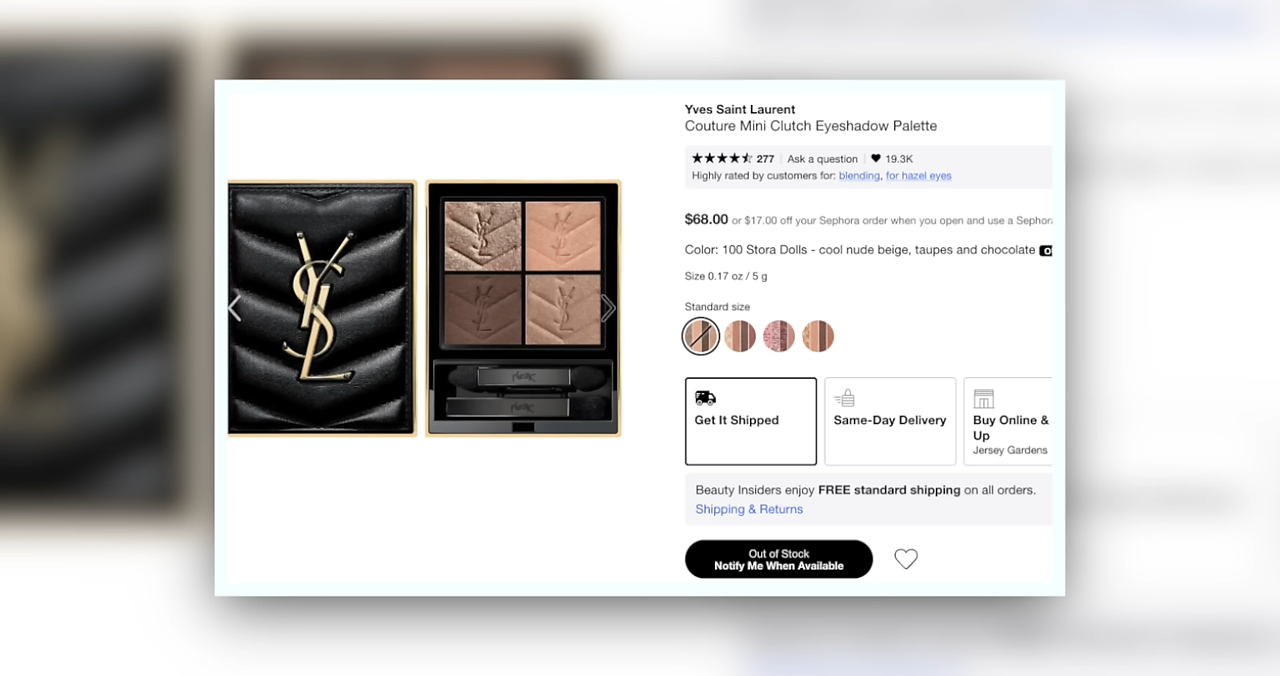 Yves Saint Laurent
Couture Mini Clutch Eyeshadow Palette
277 Ask a question 19.3K
Highly rated by customers for: blending, for hazel eyes
$68.00 or $17.00 off your Sephora order when you open and use a
Color: 100 Stora Dolls - cool nude beige, taupes and chocolate
Size 0.17 oz / 5 g
Standard size
Get It Shipped
Same-Day Delivery
Buy Online &
Up
Jersey Gardens
Beauty Insiders enjoy FREE standard shipping on all orders.
Shipping & Returns
Out of Stock
Notify Me When Available
YSL